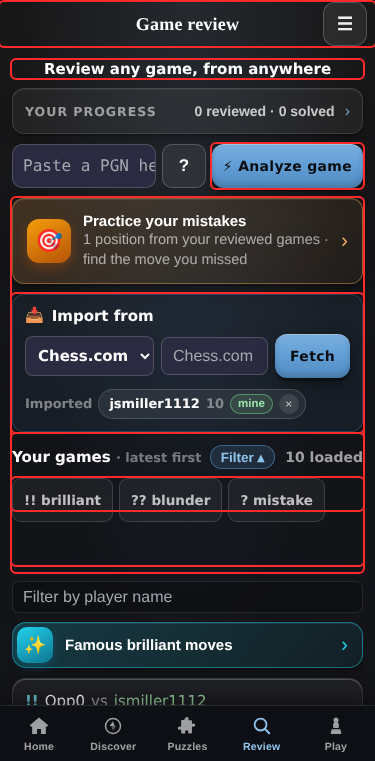 Game review
☰
Review any game, from anywhere
YOUR PROGRESS 0 reviewed · 0 solved ›
Paste a PGN he ? ⚡ Analyze game
Practice your mistakes
1 position from your reviewed games ·
find the move you missed ›
📥 Import from
Chess.com Chess.com Fetch
Imported jsmiller1112 10 mine ×
Your games · latest first Filter ▲ 10 loaded
!! brilliant ?? blunder ? mistake
Filter by player name
Famous brilliant moves ›
!! Opp0 vs jsmiller1112
Home Discover Puzzles Review Play